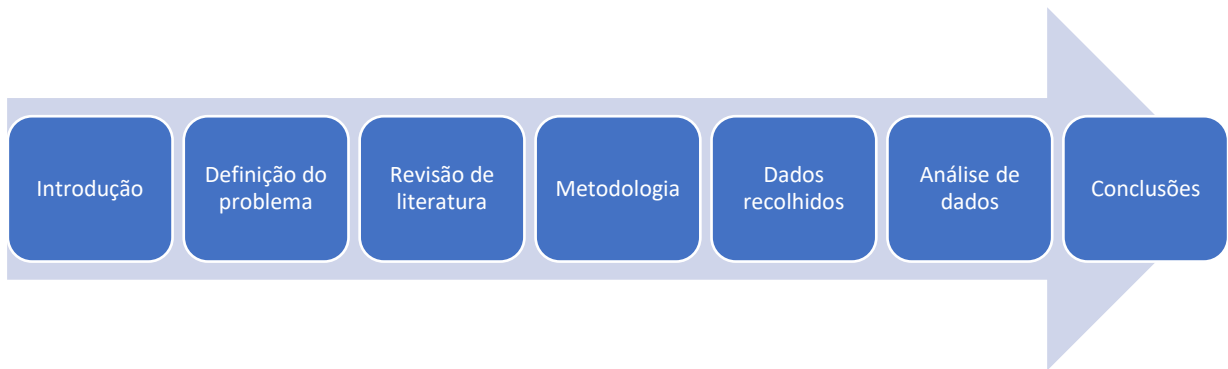 Introdução
Definição do
problema
Revisão de
literatura
Metodologia
Dados
recolhidos
Análise de
dados
Conclusões